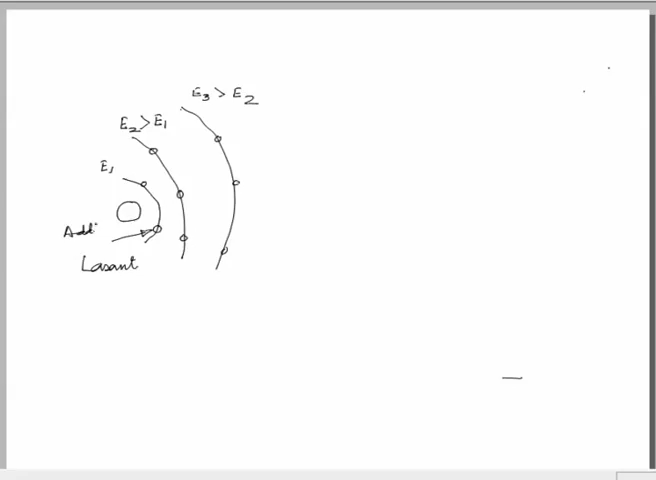 E₃ > E₂
E₂ > E₁
E₁
Add
Lasant